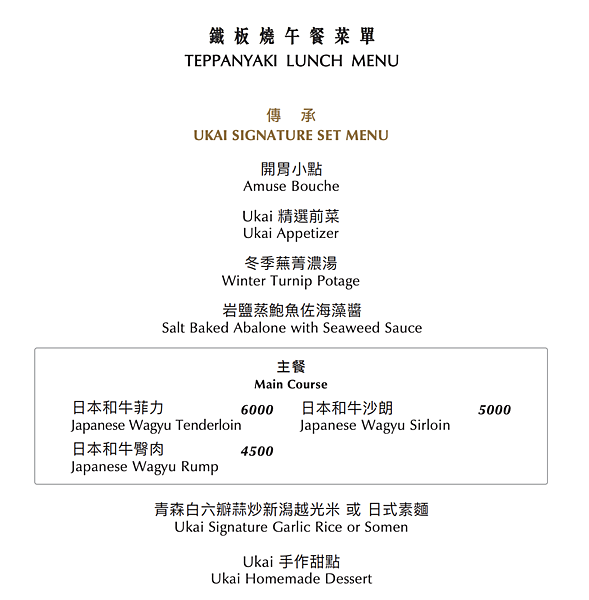 鐵板燒午餐菜單
TEPPANYAKI LUNCH MENU
傳 承
UKAI SIGNATURE SET MENU
開胃小點
Amuse Bouche
Ukai 精選前菜
Ukai Appetizer
冬季蕪菁濃湯
Winter Turnip Potage
岩鹽蒸鮑魚佐海藻醬
Salt Baked Abalone with Seaweed Sauce
主餐
Main Course
日本和牛菲力 6000
Japanese Wagyu Tenderloin
日本和牛沙朗 5000
Japanese Wagyu Sirloin
日本和牛臀肉 4500
Japanese Wagyu Rump
青森白六瓣蒜炒新潟越光米 或 日式素麵
Ukai Signature Garlic Rice or Somen
Ukai 手作甜點
Ukai Homemade Dessert